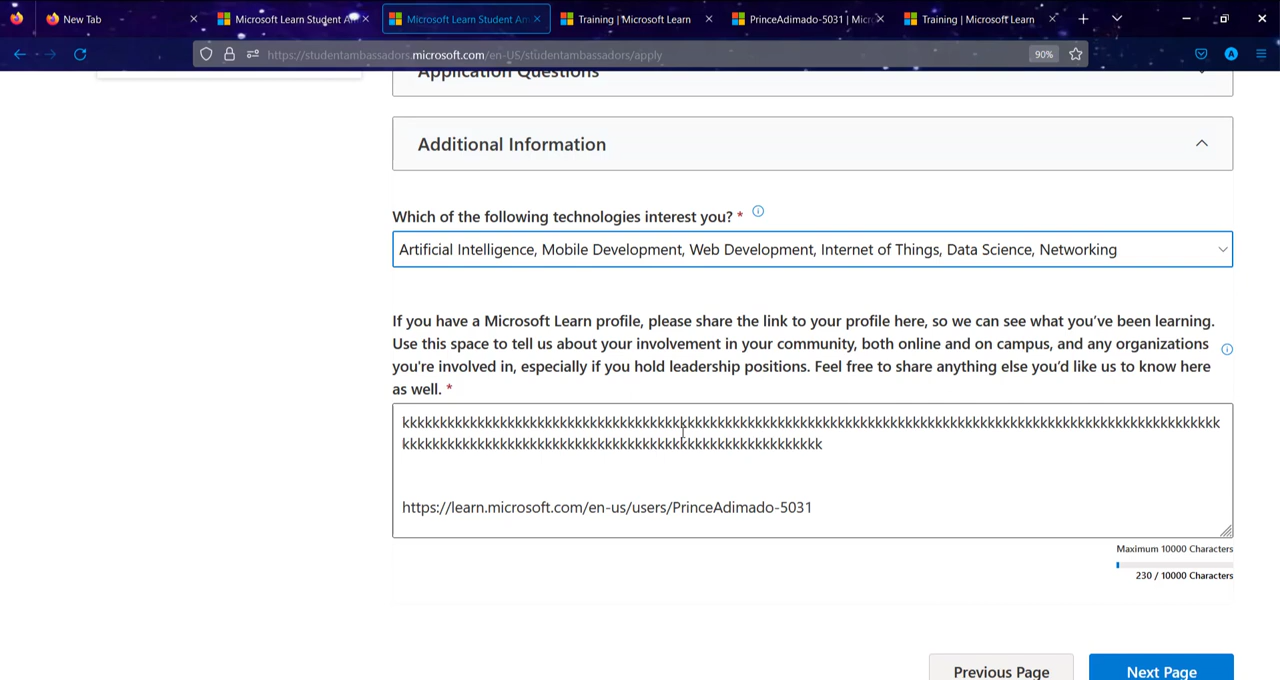 New Tab
Microsoft Learn Student Am
Microsoft Learn Student Am
Training | Microsoft Learn
PrinceAdimado-5031 | Micr
Training | Microsoft Learn
https://studentambassadors.microsoft.com/en-US/studentambassadors/apply
90%
A
Application Questions
Additional Information
Which of the following technologies interest you? *
Artificial Intelligence, Mobile Development, Web Development, Internet of Things, Data Science, Networking
If you have a Microsoft Learn profile, please share the link to your profile here, so we can see what you've been learning.
Use this space to tell us about your involvement in your community, both online and on campus, and any organizations
you're involved in, especially if you hold leadership positions. Feel free to share anything else you'd like us to know here
as well. *
https://learn.microsoft.com/en-us/users/PrinceAdimado-5031
Maximum 10000 Characters
230 / 10000 Characters
Previous Page
Next Page